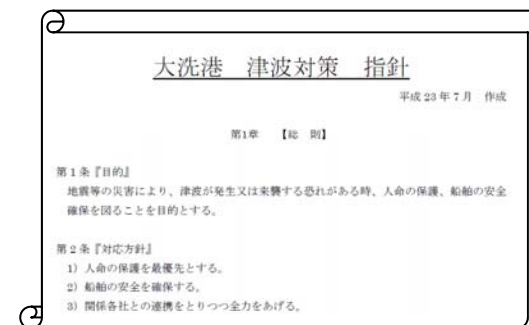 大洗港　津波対策　指針
平成 23 年 7 月　作成
第1章　【総　則】
第 1 条『目的』
地震等の災害により、津波が発生又は来襲する恐れがある時、人命の保護、船舶の安全
確保を図ることを目的とする。
第 2 条『対応方針』
1）人命の保護を最優先とする。
2）船舶の安全を確保する。
3）関係各社との連携をとりつつ全力をあげる。